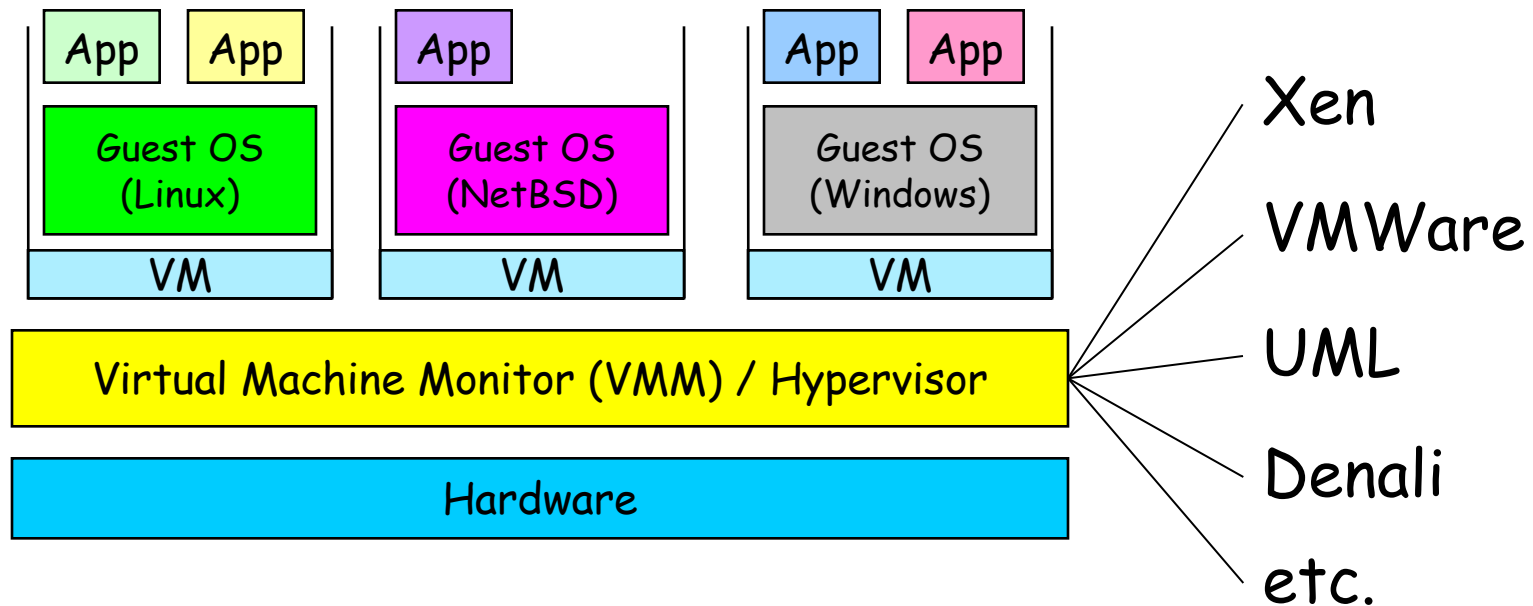 App
App
App
App
App
Guest OS
(Linux)
Guest OS
(NetBSD)
Guest OS
(Windows)
VM
VM
VM
Virtual Machine Monitor (VMM) / Hypervisor
Hardware
Xen
VMWare
UML
Denali
etc.